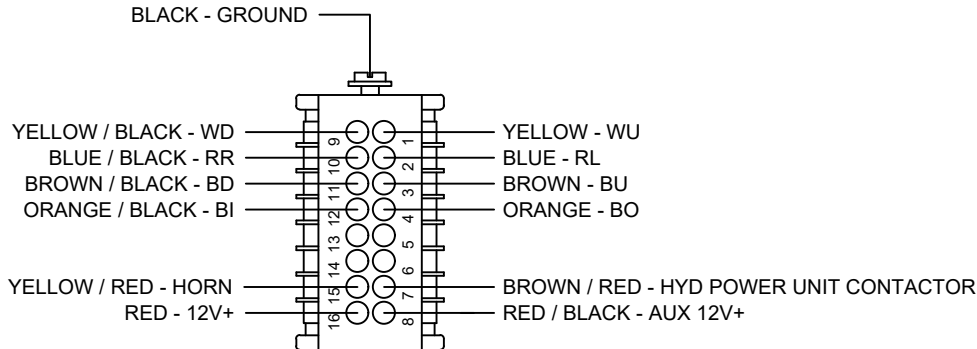 BLACK - GROUND
YELLOW / BLACK - WD
YELLOW - WU
BLUE / BLACK - RR
BLUE - RL
BROWN / BLACK - BD
BROWN - BU
ORANGE / BLACK - BI
ORANGE - BO
YELLOW / RED - HORN
BROWN / RED - HYD POWER UNIT CONTACTOR
RED - 12V+
RED / BLACK - AUX 12V+
9 1
10 2
11 3
12 4
13 5
14 6
15 7
16 8